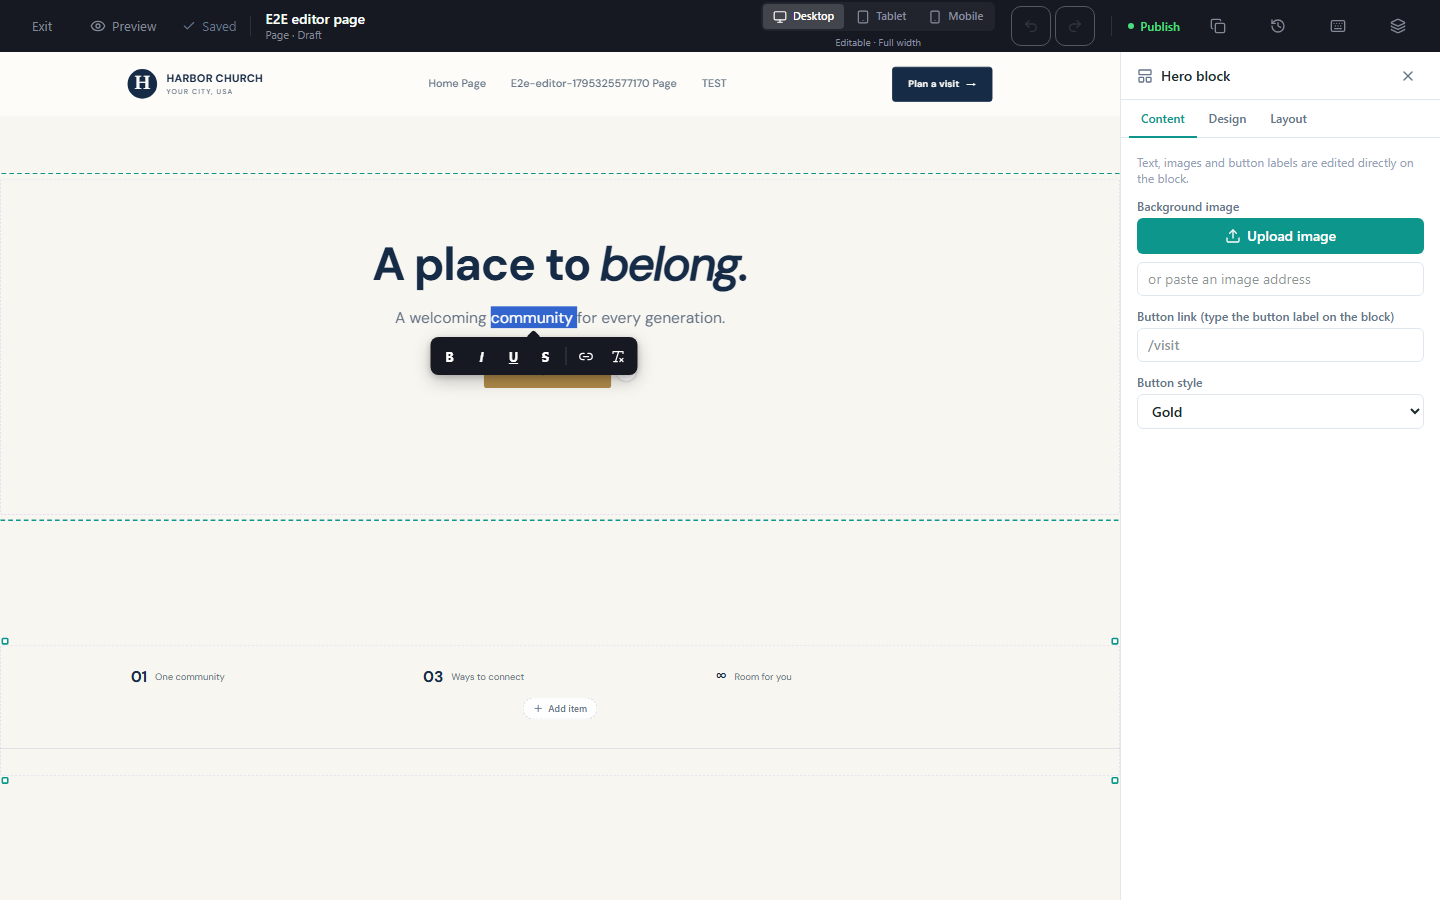 Exit
Preview
Saved
E2E editor page
Page · Draft
Desktop
Tablet
Mobile
Editable · Full width
Publish
H
HARBOR CHURCH
YOUR CITY, USA
Home Page
E2e-editor-1795325577170 Page
TEST
Plan a visit →
A place to belong.
A welcoming community for every generation.
B I U S
01 One community
03 Ways to connect
∞ Room for you
+ Add item
Hero block
Content
Design
Layout
Text, images and button labels are edited directly on
the block.
Background image
Upload image
or paste an image address
Button link (type the button label on the block)
/visit
Button style
Gold